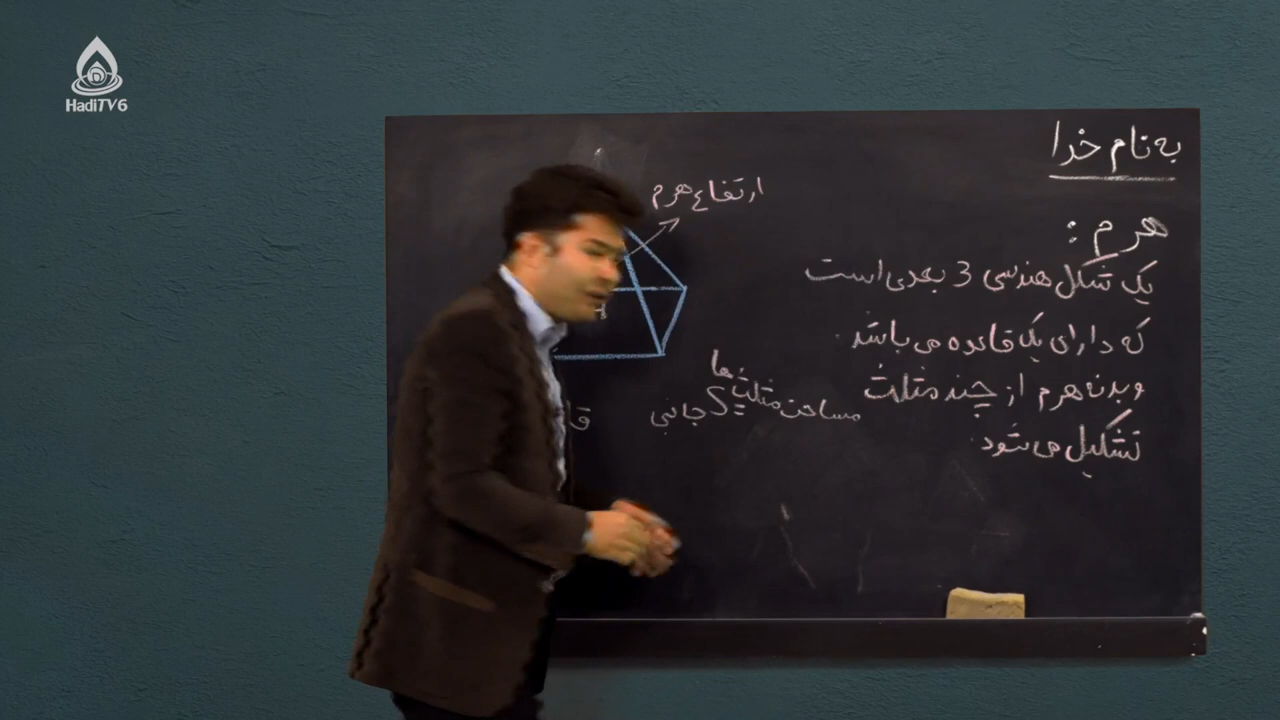 HadiTV6
به نام خدا
هرم :
یک شکل هندسی 3 بعدی است
که دارای یک قاعده می باشد.
و بدنه هرم از چند مثلث
تشکیل می شود.
ارتفاع هرم
مساحت مثلث ها = S جانبی